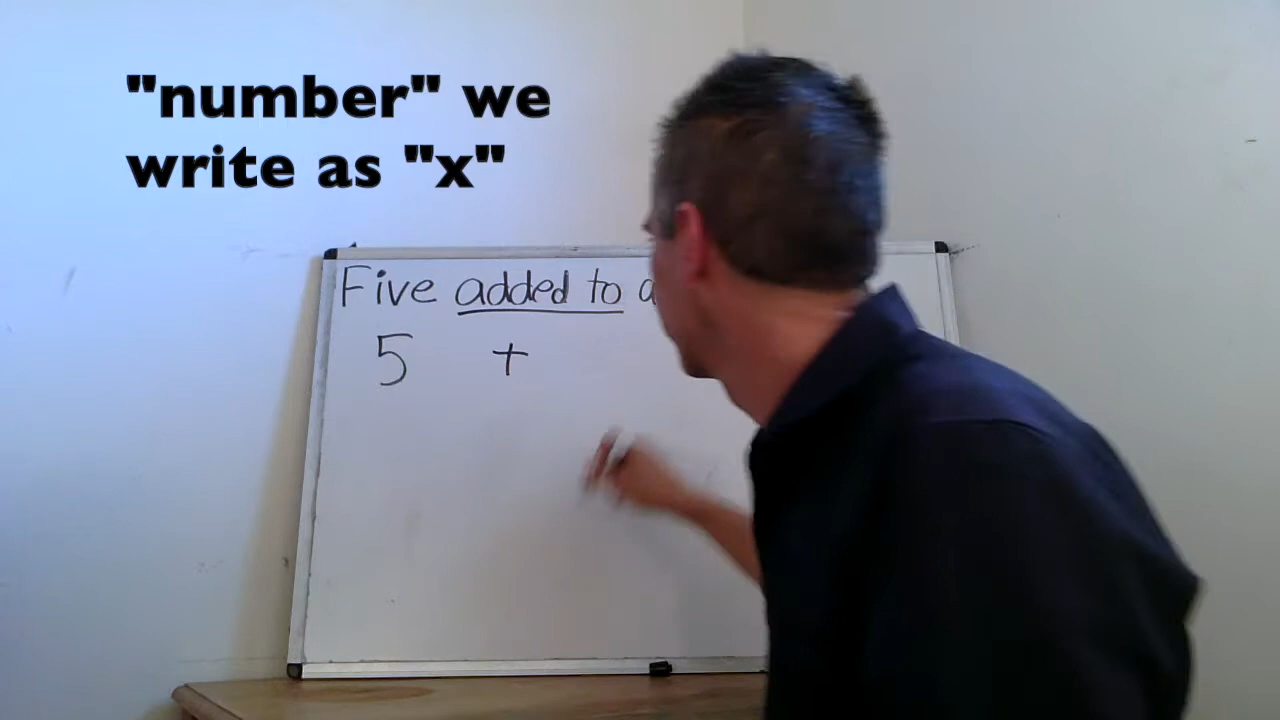 "number" we
write as "x"
Five added to a
5 +